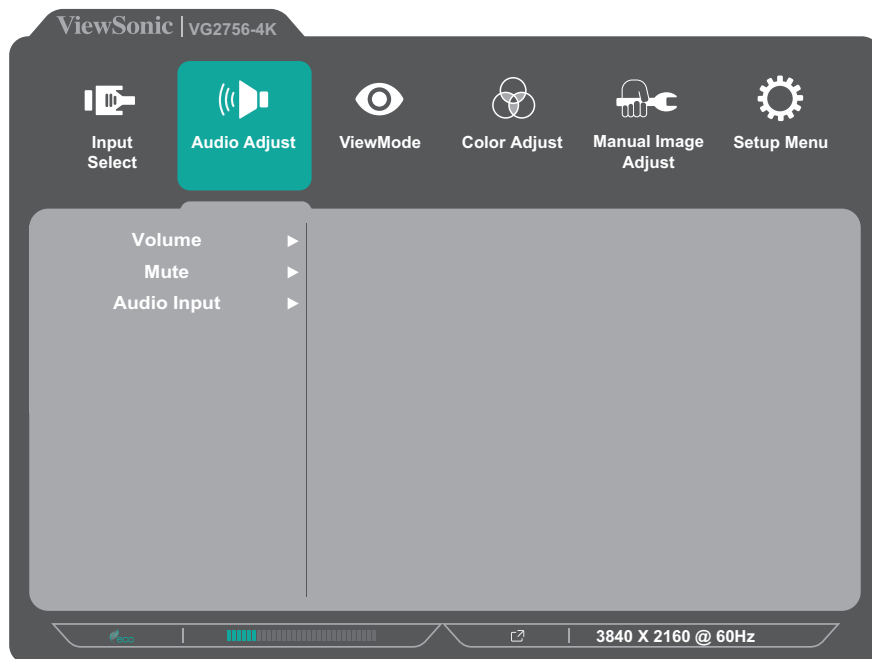 ViewSonic | VG2756-4K
Input
Select
Audio Adjust
ViewMode
Color Adjust
Manual Image
Adjust
Setup Menu
Volume
Mute
Audio Input
eco
3840 X 2160 @ 60Hz